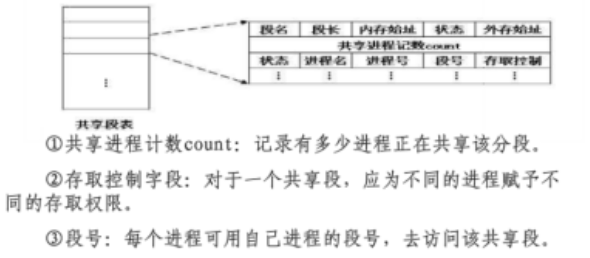 段名 段长 内存始址 状态 外存始址
共享进程记数count
状态 进程名 进程号 段号 存取控制
共享段表
①共享进程计数count：记录有多少进程正在共享该分段。
②存取控制字段：对于一个共享段，应为不同的进程赋予不
同的存取权限。
③段号：每个进程可用自己进程的段号，去访问该共享段。